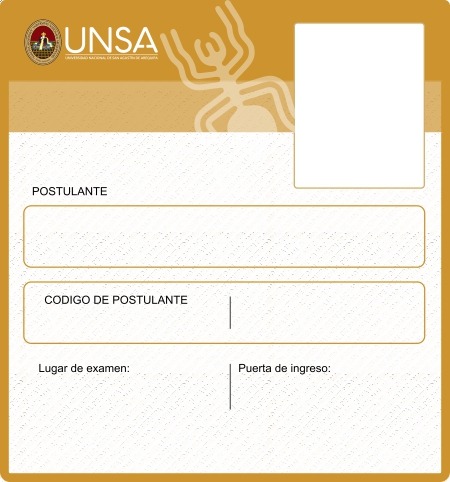 UNSA
UNIVERSIDAD NACIONAL DE SAN AGUSTÍN DE AREQUIPA
POSTULANTE
CODIGO DE POSTULANTE
Lugar de examen:
Puerta de ingreso: